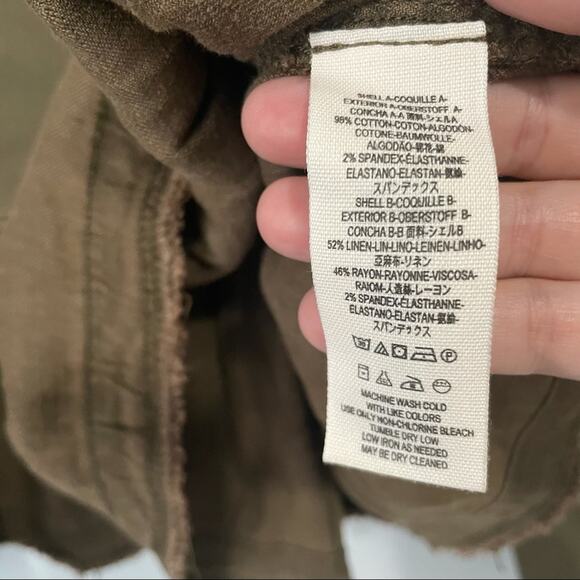 SHELL A-COQUILLE A-
EXTERIOR A-OBERSTOFF A-
CONCHA A-A 面料-シェルA
98% COTTON-COTON-ALGODÓN-
COTONE-BAUMWOLLE-
ALGODÃO-棉花-綿
2% SPANDEX-ÉLASTHANNE-
ELASTANO-ELASTAN-氨綸-
スパンデックス
SHELL B-COQUILLE B-
EXTERIOR B-OBERSTOFF B-
CONCHA B-B 面料-シェルB
52% LINEN-LIN-LINO-LEINEN-LINHO-
亞麻布-リネン
46% RAYON-RAYONNE-VISCOSA-
RAIOM-人造絲-レーヨン
2% SPANDEX-ÉLASTHANNE-
ELASTANO-ELASTAN-氨綸-
スパンデックス
MACHINE WASH COLD
WITH LIKE COLORS
USE ONLY NON-CHLORINE BLEACH
TUMBLE DRY LOW
LOW IRON AS NEEDED
MAY BE DRY CLEANED